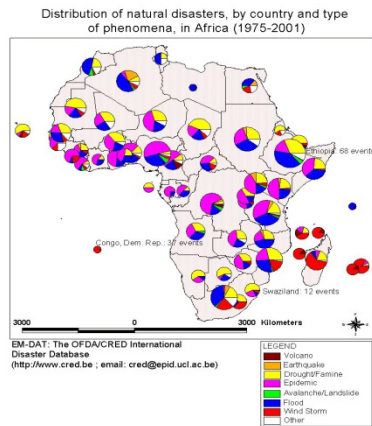 Distribution of natural disasters, by country and type
of phenomena, in Africa (1975-2001)
Ethiopia: 68 events
Congo, Dem. Rep.: 37 events
Swaziland: 12 events
3000 0 3000 Kilometers
EM-DAT: The OFDA/CRED International
Disaster Database
(http://www.cred.be ; email: cred@epid.ucl.ac.be)
LEGEND
Volcano
Earthquake
Drought/Famine
Epidemic
Avalanche/Landslide
Flood
Wind Storm
Other